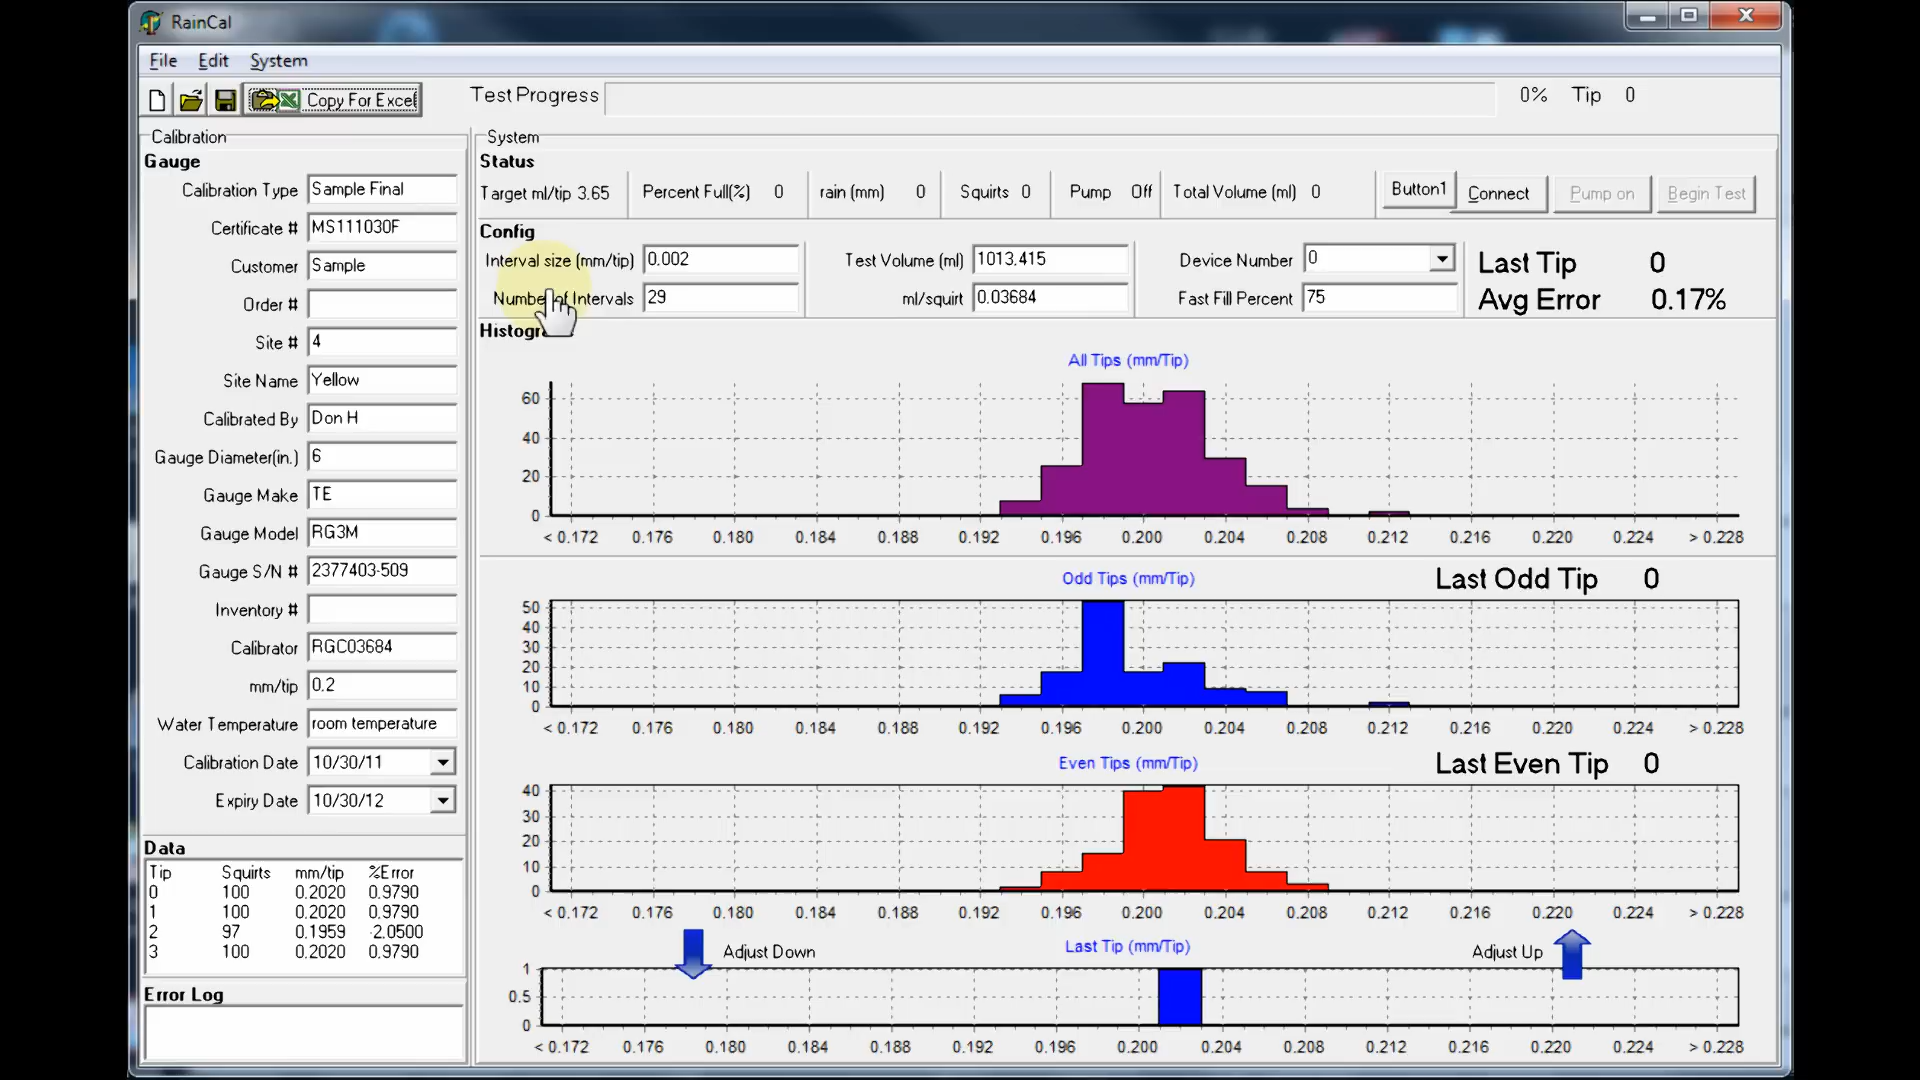 RainCal
File Edit System
Copy For Excel
Test Progress 0% Tip 0
Calibration
Gauge
Calibration Type Sample Final
Certificate # MS111030F
Customer Sample
Order #
Site # 4
Site Name Yellow
Calibrated By Don H
Gauge Diameter(in.) 6
Gauge Make TE
Gauge Model RG3M
Gauge S/N # 2377403-509
Inventory #
Calibrator RGC03684
mm/tip 0.2
Water Temperature room temperature
Calibration Date 10/30/11
Expiry Date 10/30/12
Data
Tip Squirts mm/tip %Error
0 100 0.2020 0.9790
1 100 0.2020 0.9790
2 97 0.1959 -2.0500
3 100 0.2020 0.9790
Error Log
System
Status
Target ml/tip 3.65 Percent Full(%) 0 rain (mm) 0 Squirts 0 Pump Off Total Volume (ml) 0 Button1 Connect Pump on Begin Test
Config
Interval size (mm/tip) 0.002 Test Volume (ml) 1013.415 Device Number 0 Last Tip 0
Number of Intervals 29 ml/squirt 0.03684 Fast Fill Percent 75 Avg Error 0.17%
All Tips (mm/Tip)
60
40
20
0
< 0.172 0.176 0.180 0.184 0.188 0.192 0.196 0.200 0.204 0.208 0.212 0.216 0.220 0.224 > 0.228
Odd Tips (mm/Tip) Last Odd Tip 0
50
40
30
20
10
0
< 0.172 0.176 0.180 0.184 0.188 0.192 0.196 0.200 0.204 0.208 0.212 0.216 0.220 0.224 > 0.228
Even Tips (mm/Tip) Last Even Tip 0
40
30
20
10
0
< 0.172 0.176 0.180 0.184 0.188 0.192 0.196 0.200 0.204 0.208 0.212 0.216 0.220 0.224 > 0.228
Adjust Down Last Tip (mm/Tip) Adjust Up
1
0.5
0
< 0.172 0.176 0.180 0.184 0.188 0.192 0.196 0.200 0.204 0.208 0.212 0.216 0.220 0.224 > 0.228